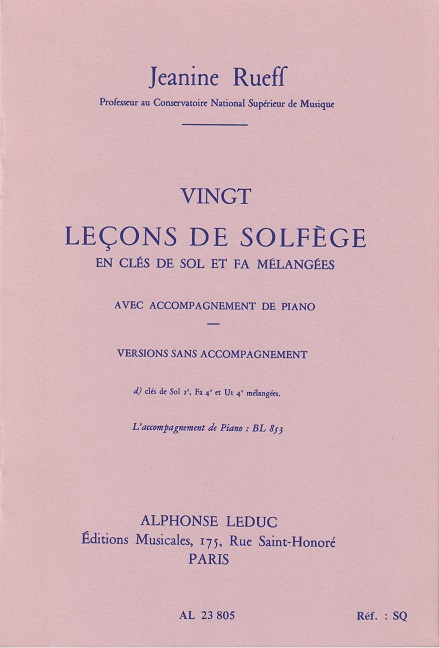 Jeanine Rueff
Professeur au Conservatoire National Supérieur de Musique
VINGT
LEÇONS DE SOLFÈGE
EN CLÉS DE SOL ET FA MÉLANGÉES
AVEC ACCOMPAGNEMENT DE PIANO
VERSIONS SANS ACCOMPAGNEMENT
d) clés de Sol 2ᵉ, Fa 4ᵉ et Ut 4ᵉ mélangées.
L'accompagnement de Piano : BL 853
ALPHONSE LEDUC
Éditions Musicales, 175, Rue Saint-Honoré
PARIS
AL 23 805 Réf. : SQ